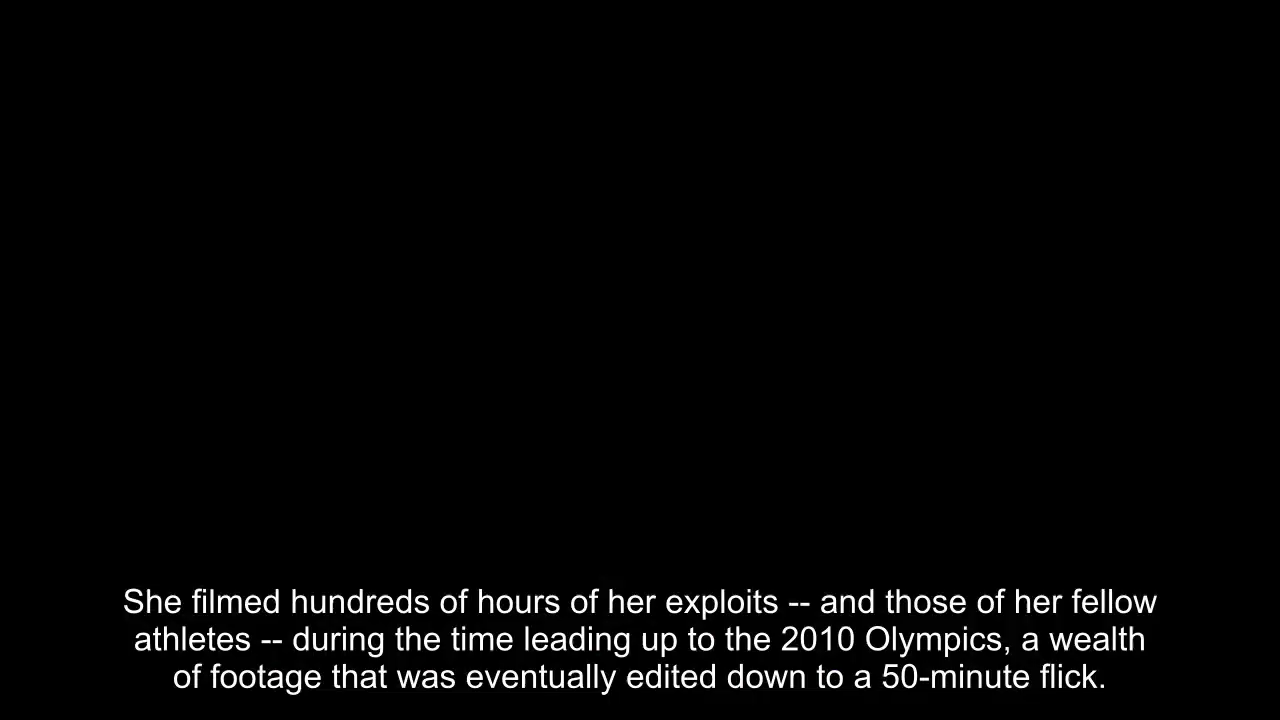 She filmed hundreds of hours of her exploits -- and those of her fellow
athletes -- during the time leading up to the 2010 Olympics, a wealth
of footage that was eventually edited down to a 50-minute flick.